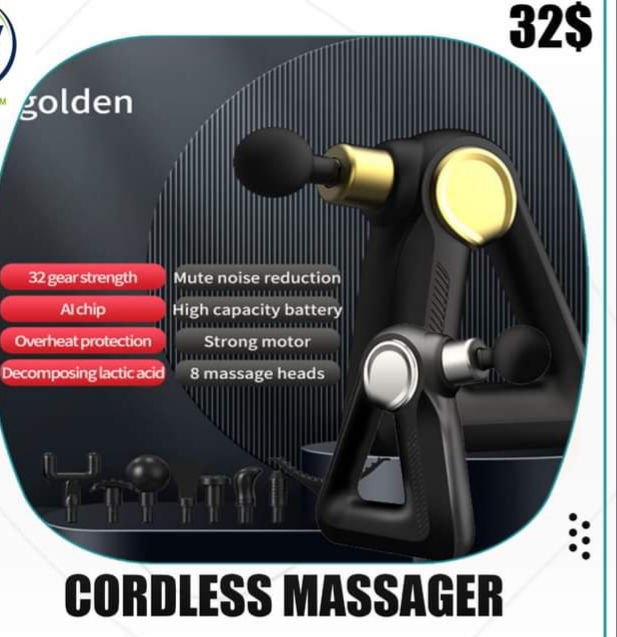 32$
golden
32 gear strength
Mute noise reduction
AI chip
High capacity battery
Overheat protection
Strong motor
Decomposing lactic acid
8 massage heads
CORDLESS MASSAGER